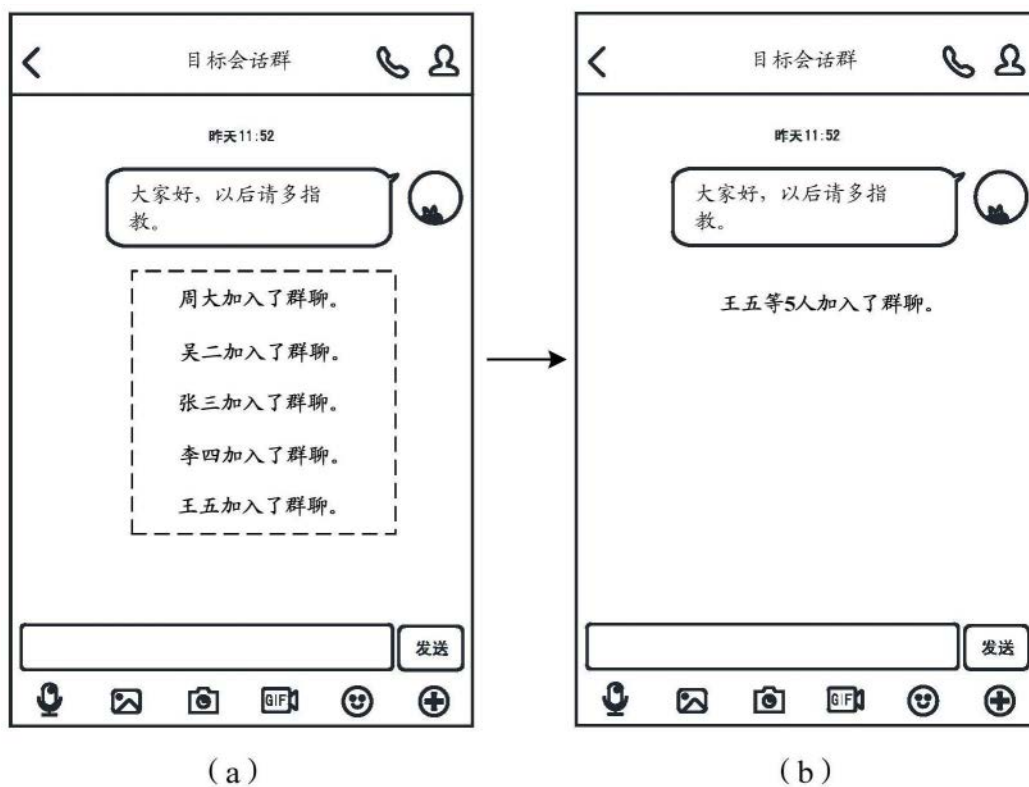 目标会话群
昨天11:52
大家好，以后请多指
教。
周大加入了群聊。
吴二加入了群聊。
张三加入了群聊。
李四加入了群聊。
王五加入了群聊。
发送
GIF
(a)
目标会话群
昨天11:52
大家好，以后请多指
教。
王五等5人加入了群聊。
发送
GIF
(b)